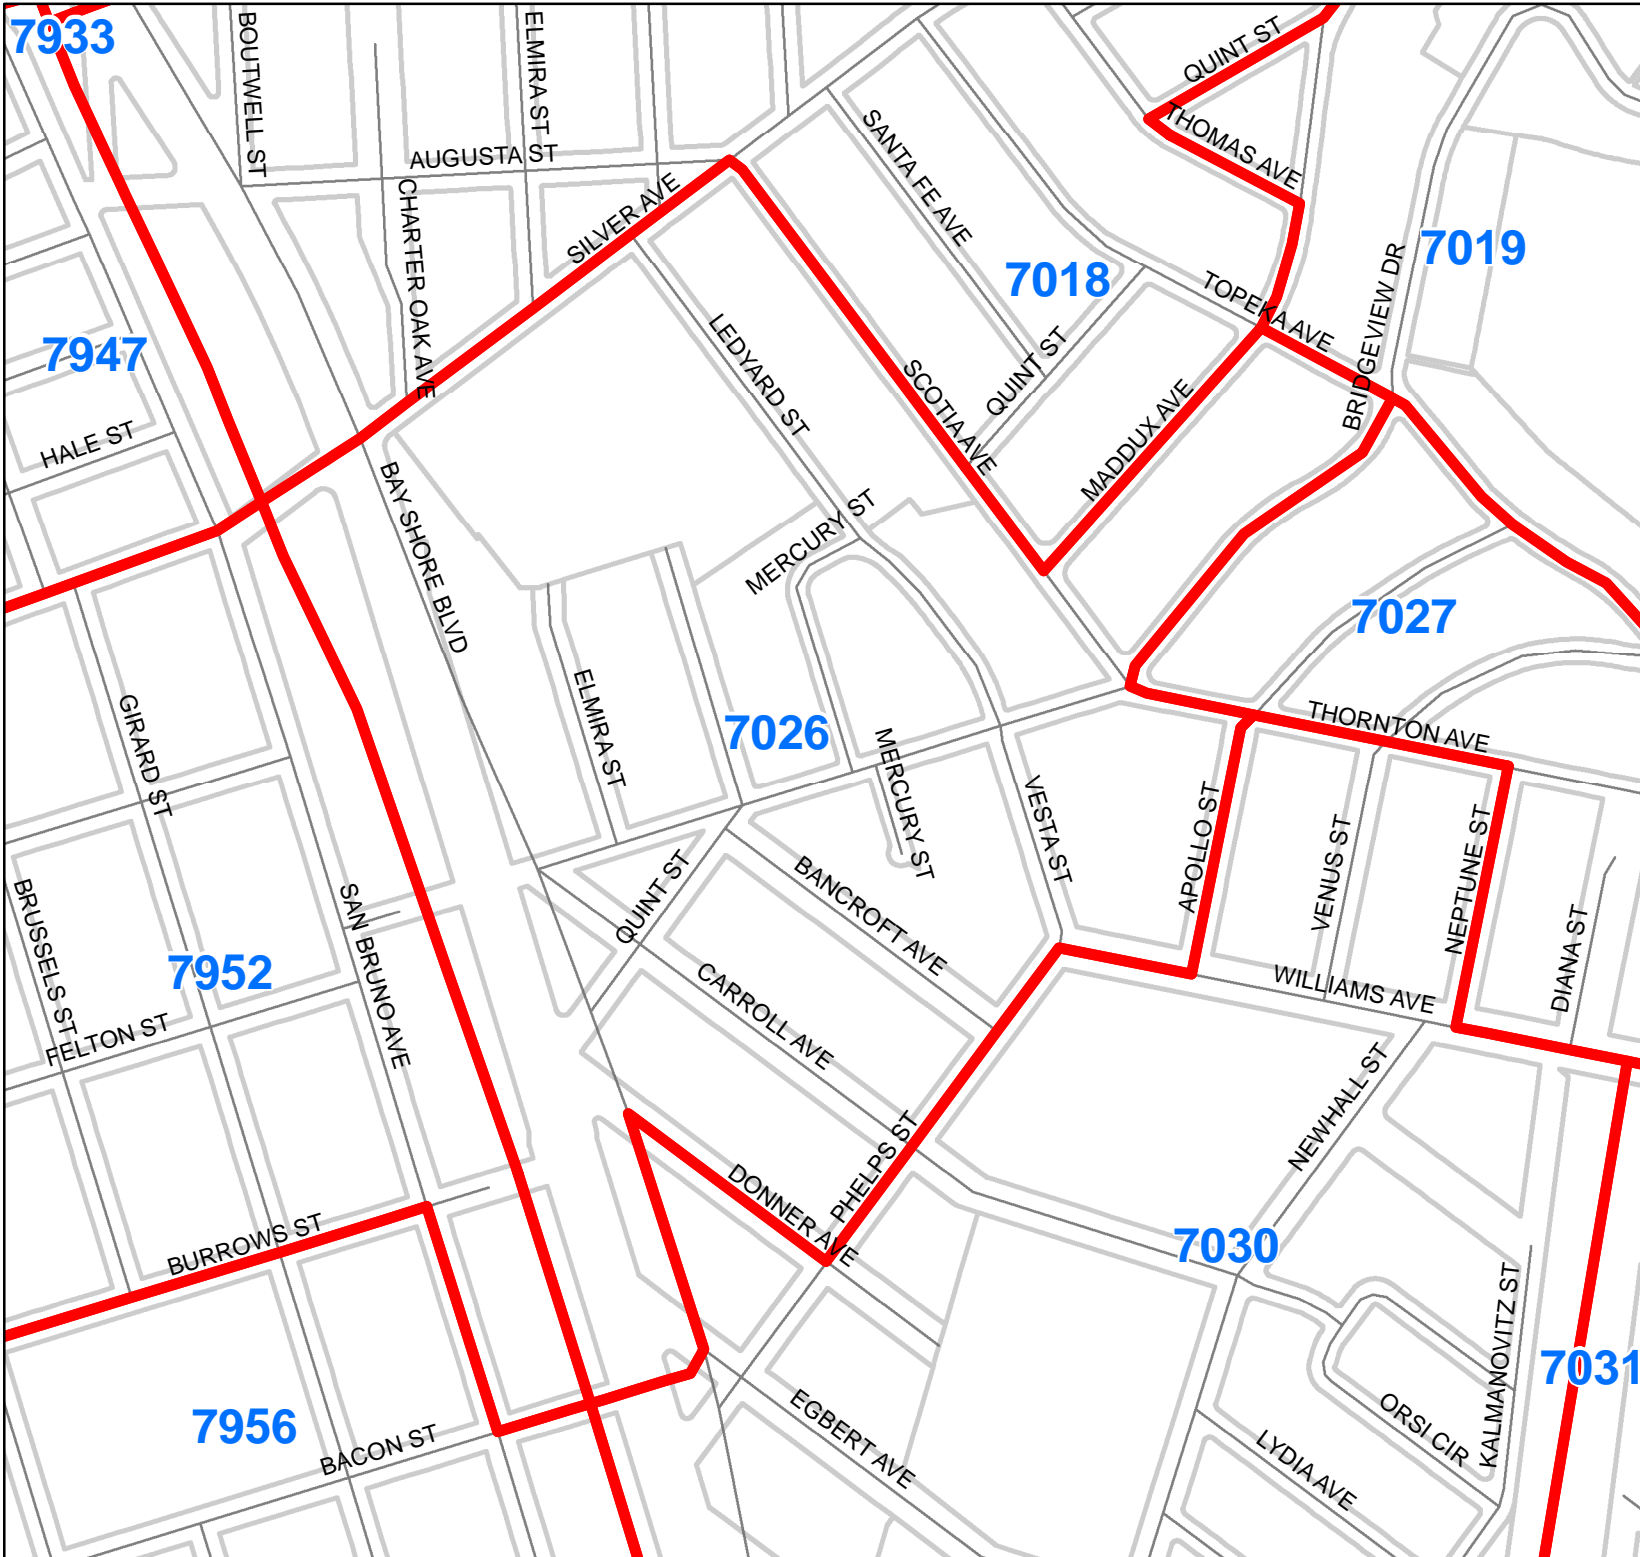 7933
BOUTWELL ST
ELMIRA ST
QUINT ST
AUGUSTA ST
THOMAS AVE
SANTA FE AVE
CHARTER OAK AVE
SILVER AVE
7018
7019
TOPEKA AVE
BRIDGEVIEW DR
7947
LEDYARD ST
QUINT ST
SCOTIA AVE
MADDUX AVE
HALE ST
BAY SHORE BLVD
MERCURY ST
7027
GIRARD ST
ELMIRA ST
7026
THORNTON AVE
MERCURY ST
VESTA ST
APOLLO ST
VENUS ST
NEPTUNE ST
BRUSSELS ST
SAN BRUNO AVE
QUINT ST
BANCROFT AVE
DIANA ST
7952
CARROLL AVE
WILLIAMS AVE
FELTON ST
NEWHALL ST
PHELPS ST
DONNER AVE
BURROWS ST
7030
KALMANOVITZ ST
7031
7956
BACON ST
EGBERT AVE
ORSI CIR
LYDIA AVE